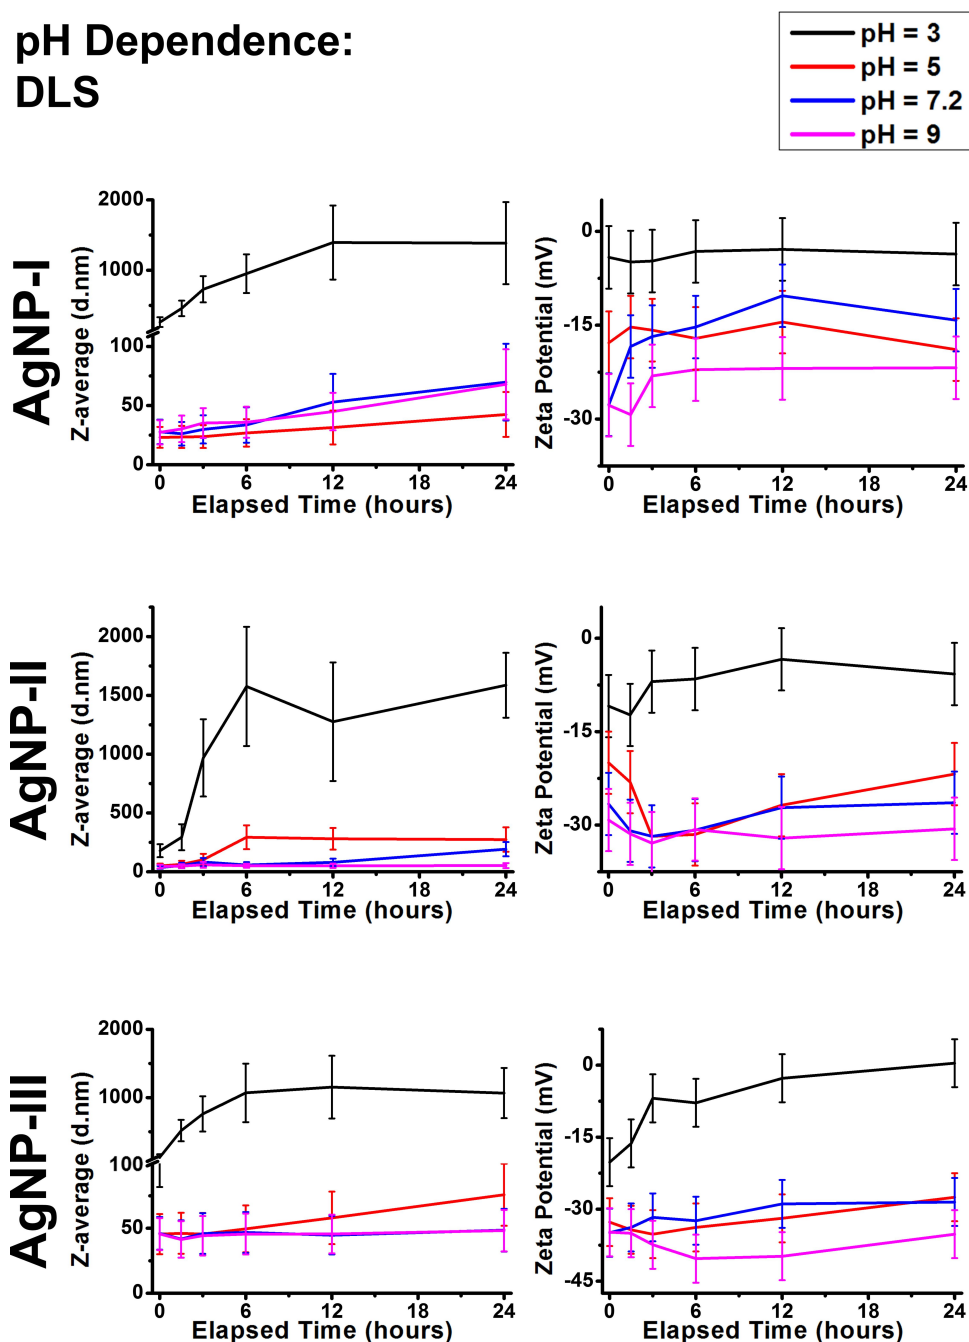 pH Dependence:
DLS
pH = 3
pH = 5
pH = 7.2
pH = 9
AgNP-I
Z-average (d.nm)
2000
1000
100
50
0
0 6 12 18 24
Elapsed Time (hours)
Zeta Potential (mV)
0
-15
-30
0 6 12 18 24
Elapsed Time (hours)
AgNP-II
Z-average (d.nm)
2000
1500
1000
500
0
0 6 12 18 24
Elapsed Time (hours)
Zeta Potential (mV)
0
-15
-30
0 6 12 18 24
Elapsed Time (hours)
AgNP-III
Z-average (d.nm)
2000
1000
100
50
0
0 6 12 18 24
Elapsed Time (hours)
Zeta Potential (mV)
0
-15
-30
-45
0 6 12 18 24
Elapsed Time (hours)